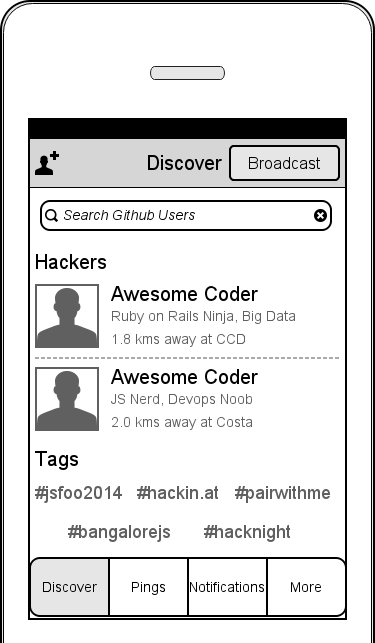 Discover Broadcast
Search Github Users
Hackers
Awesome Coder
Ruby on Rails Ninja, Big Data
1.8 kms away at CCD
Awesome Coder
JS Nerd, Devops Noob
2.0 kms away at Costa
Tags
#jsfoo2014 #hackin.at #pairwithme
#bangalorejs #hacknight
Discover Pings Notifications More